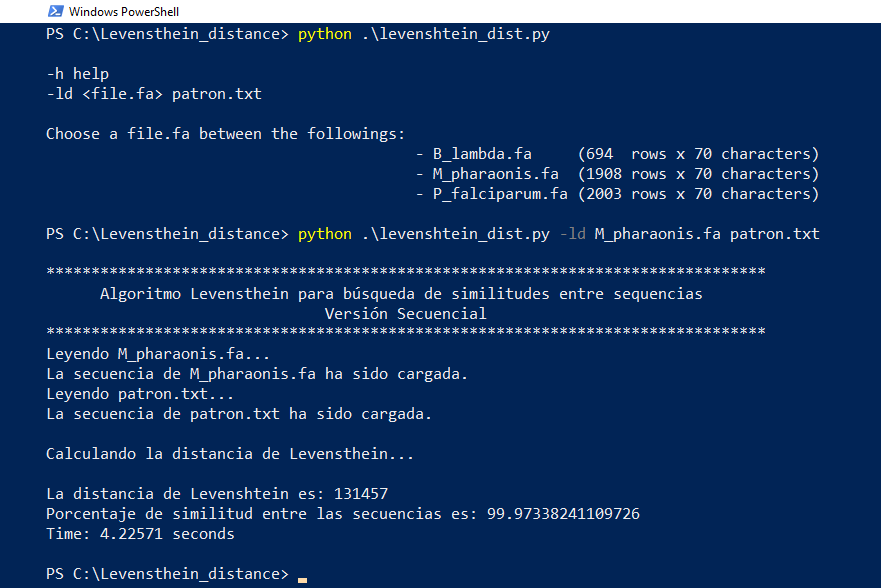 Windows PowerShell
PS C:\Levensthein_distance> python .\levenshtein_dist.py
-h help
-ld <file.fa> patron.txt
Choose a file.fa between the followings:
- B_lambda.fa (694 rows x 70 characters)
- M_pharaonis.fa (1908 rows x 70 characters)
- P_falciparum.fa (2003 rows x 70 characters)
PS C:\Levensthein_distance> python .\levenshtein_dist.py -ld M_pharaonis.fa patron.txt
********************************************************************************
Algoritmo Levensthein para búsqueda de similitudes entre sequencias
Versión Secuencial
********************************************************************************
Leyendo M_pharaonis.fa...
La secuencia de M_pharaonis.fa ha sido cargada.
Leyendo patron.txt...
La secuencia de patron.txt ha sido cargada.
Calculando la distancia de Levensthein...
La distancia de Levenshtein es: 131457
Porcentaje de similitud entre las secuencias es: 99.97338241109726
Time: 4.22571 seconds
PS C:\Levensthein_distance>